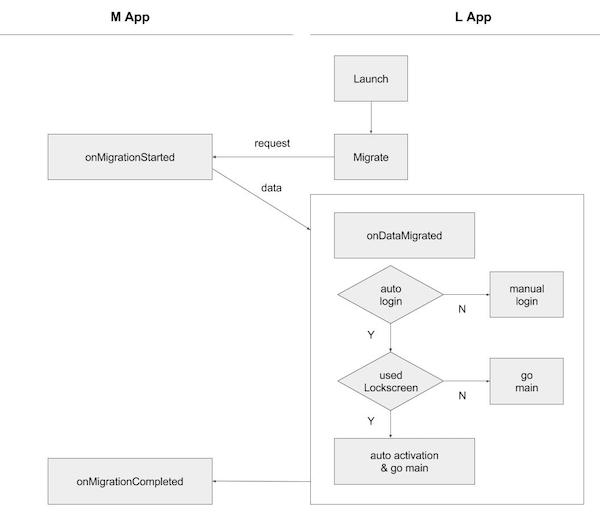 M App
L App
Launch
request
onMigrationStarted
Migrate
data
onDataMigrated
auto
login
N
manual
login
Y
used
Lockscreen
N
go
main
Y
auto activation
& go main
onMigrationCompleted